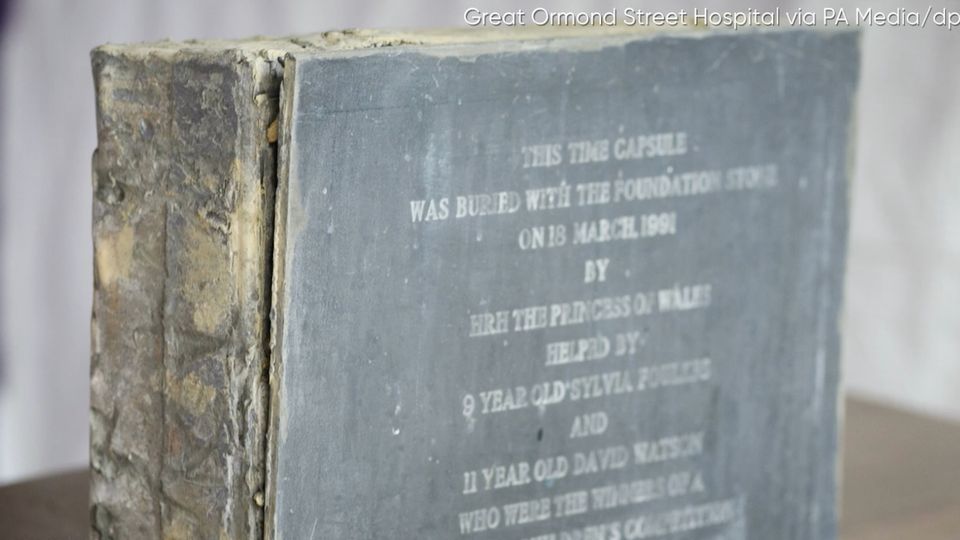 Great Ormond Street Hospital via PA Media/dp
THIS TIME CAPSULE
WAS BURIED WITH THE FOUNDATION STONE
ON 18 MARCH, 1991
BY
HRH THE PRINCESS OF WALES
HELPED BY
9 YEAR OLD SYLVIA FOULKES
AND
11 YEAR OLD DAVID WATSON
WHO WERE THE WINNERS OF A
CHILDREN'S COMPETITION